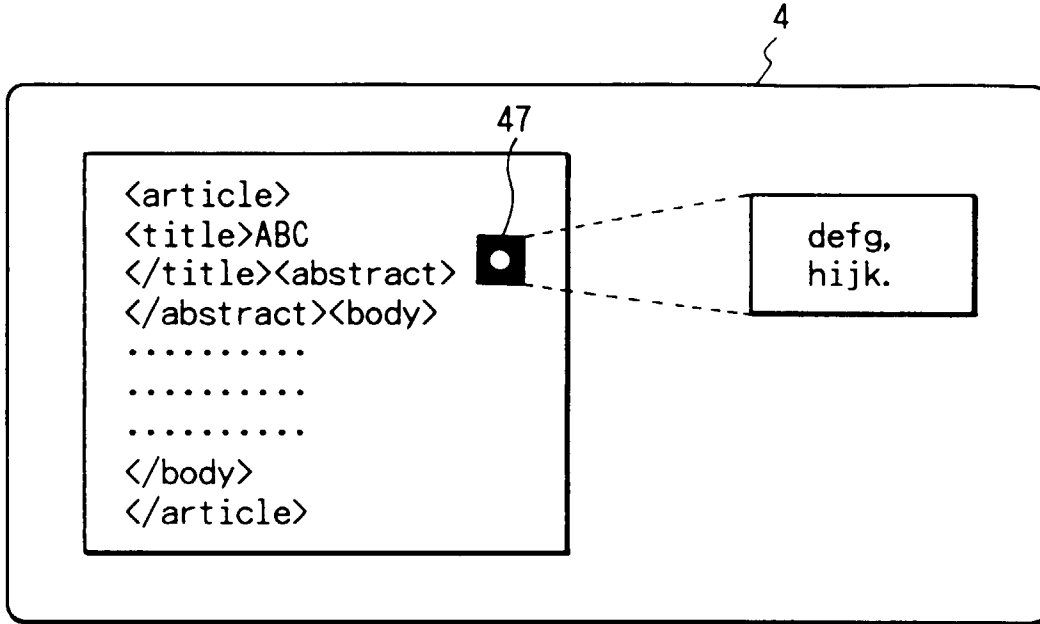 4
47
<article>
<title>ABC
</title><abstract>
</abstract><body>
..........
..........
..........
</body>
</article>
defg,
hijk.